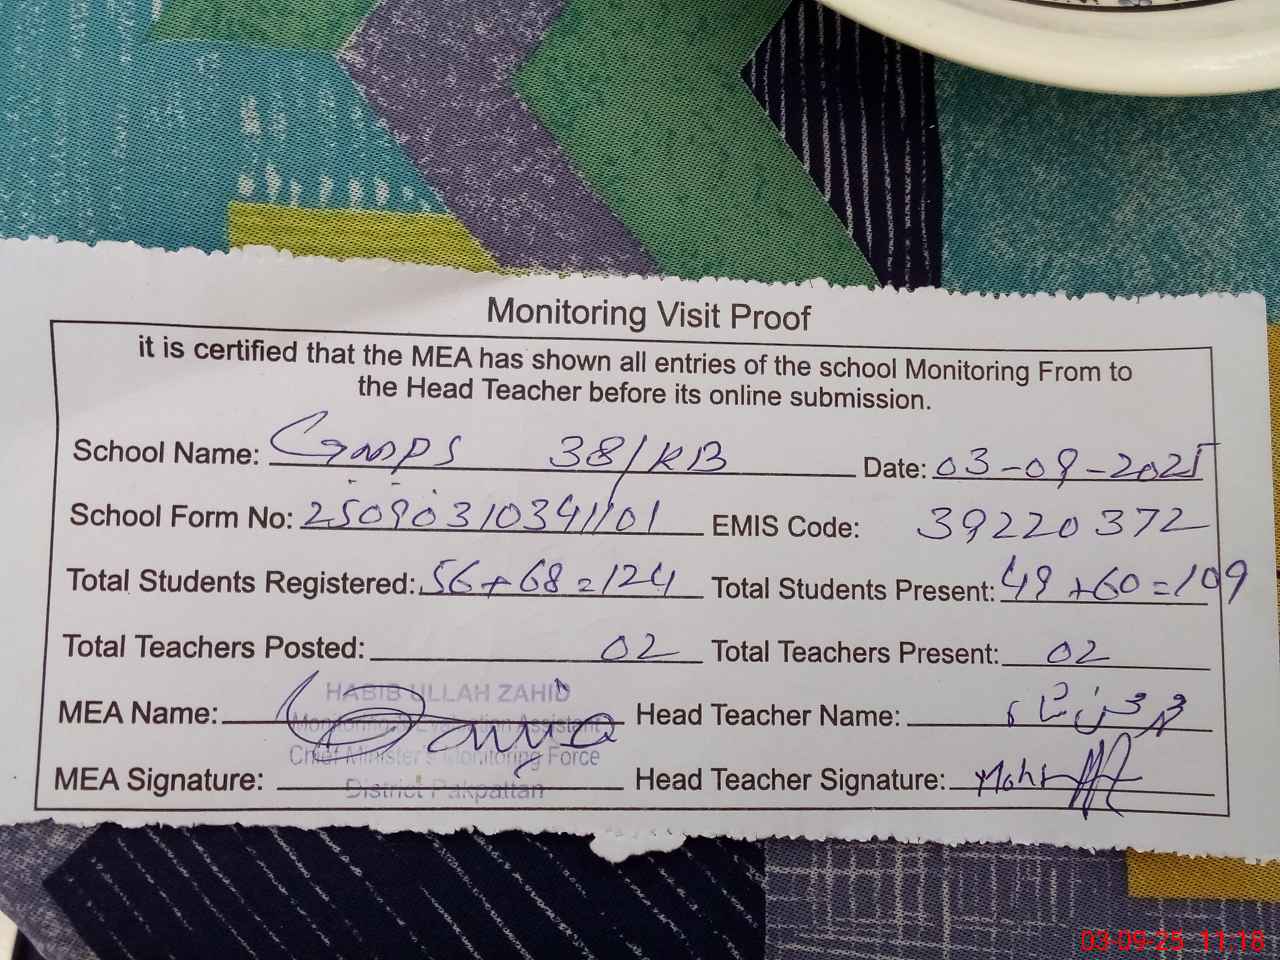 Monitoring Visit Proof
it is certified that the MEA has shown all entries of the school Monitoring From to
the Head Teacher before its online submission.
School Name: GMPS 38/KB Date: 03-09-2025
School Form No: 25090310341101 EMIS Code: 39220372
Total Students Registered: 56+68=124 Total Students Present: 49+60=109
Total Teachers Posted: 02 Total Teachers Present: 02
HABIB ULLAH ZAHID
MEA Name: Head Teacher Name:
Monitoring & Evaluation Assistant
Chief Minister's Monitoring Force
MEA Signature: Head Teacher Signature:
District Pakpattan
03-09-25 11:18